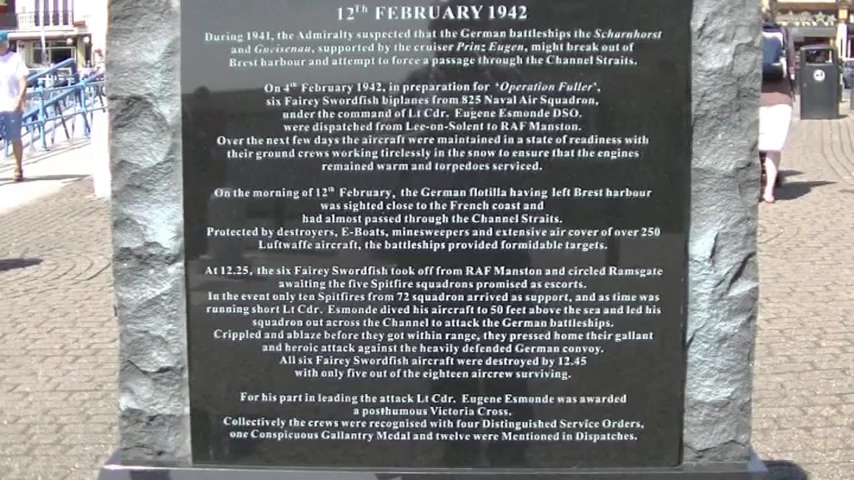 12Th FEBRUARY 1942
During 1941, the Admiralty suspected that the German battleships the Scharnhorst
and Gneisenau, supported by the cruiser Prinz Eugen, might break out of
Brest harbour and attempt to force a passage through the Channel Straits.
On 4th February 1942, in preparation for 'Operation Fuller',
six Fairey Swordfish biplanes from 825 Naval Air Squadron,
under the command of Lt Cdr. Eugene Esmonde DSO.
were dispatched from Lee-on-Solent to RAF Manston.
Over the next few days the aircraft were maintained in a state of readiness with
their ground crews working tirelessly in the snow to ensure that the engines
remained warm and torpedoes serviced.
On the morning of 12th February, the German flotilla having left Brest harbour
was sighted close to the French coast and
had almost passed through the Channel Straits.
Protected by destroyers, E-Boats, minesweepers and extensive air cover of over 250
Luftwaffe aircraft, the battleships provided formidable targets.
At 12.25, the six Fairey Swordfish took off from RAF Manston and circled Ramsgate
awaiting the five Spitfire squadrons promised as escorts.
In the event only ten Spitfires from 72 squadron arrived as support, and as time was
running short Lt Cdr. Esmonde dived his aircraft to 50 feet above the sea and led his
squadron out across the Channel to attack the German battleships.
Crippled and ablaze before they got within range, they pressed home their gallant
and heroic attack against the heavily defended German convoy.
All six Fairey Swordfish aircraft were destroyed by 12.45
with only five out of the eighteen aircrew surviving.
For his part in leading the attack Lt Cdr. Eugene Esmonde was awarded
a posthumous Victoria Cross.
Collectively the crews were recognised with four Distinguished Service Orders,
one Conspicuous Gallantry Medal and twelve were Mentioned in Dispatches.